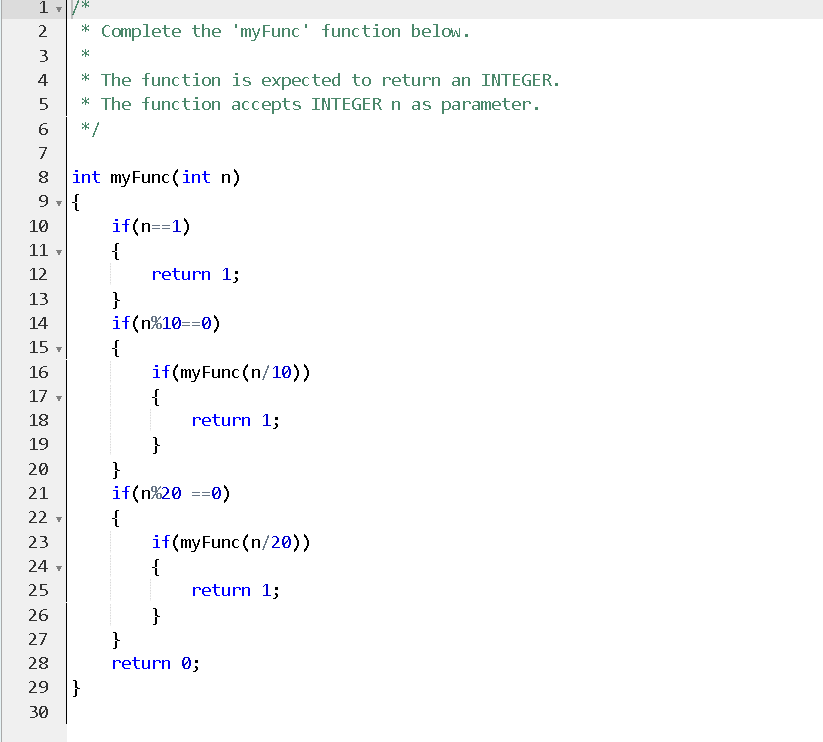 1 /*
2  * Complete the 'myFunc' function below.
3  *
4  * The function is expected to return an INTEGER.
5  * The function accepts INTEGER n as parameter.
6  */
7
8 int myFunc(int n)
9 {
10     if(n==1)
11     {
12         return 1;
13     }
14     if(n%10==0)
15     {
16         if(myFunc(n/10))
17         {
18             return 1;
19         }
20     }
21     if(n%20 ==0)
22     {
23         if(myFunc(n/20))
24         {
25             return 1;
26         }
27     }
28     return 0;
29 }
30